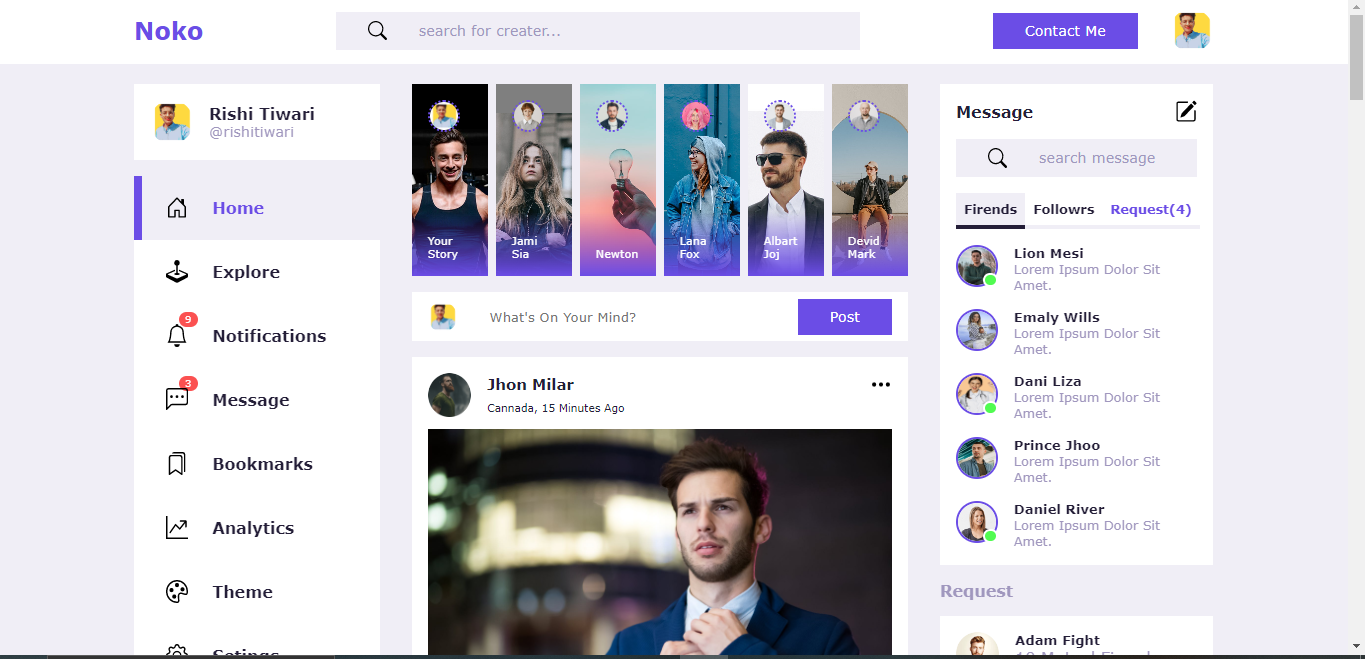 Noko
search for creater...
Contact Me
Rishi Tiwari
@rishitiwari
Home
Explore
9
Notifications
3
Message
Bookmarks
Analytics
Theme
Setings
Your
Story
Jami
Sia
Newton
Lana
Fox
Albart
Joj
Devid
Mark
What's On Your Mind?
Post
Jhon Milar
Cannada, 15 Minutes Ago
Message
search message
Firends
Followrs
Request(4)
Lion Mesi
Lorem Ipsum Dolor Sit
Amet.
Emaly Wills
Lorem Ipsum Dolor Sit
Amet.
Dani Liza
Lorem Ipsum Dolor Sit
Amet.
Prince Jhoo
Lorem Ipsum Dolor Sit
Amet.
Daniel River
Lorem Ipsum Dolor Sit
Amet.
Request
Adam Fight